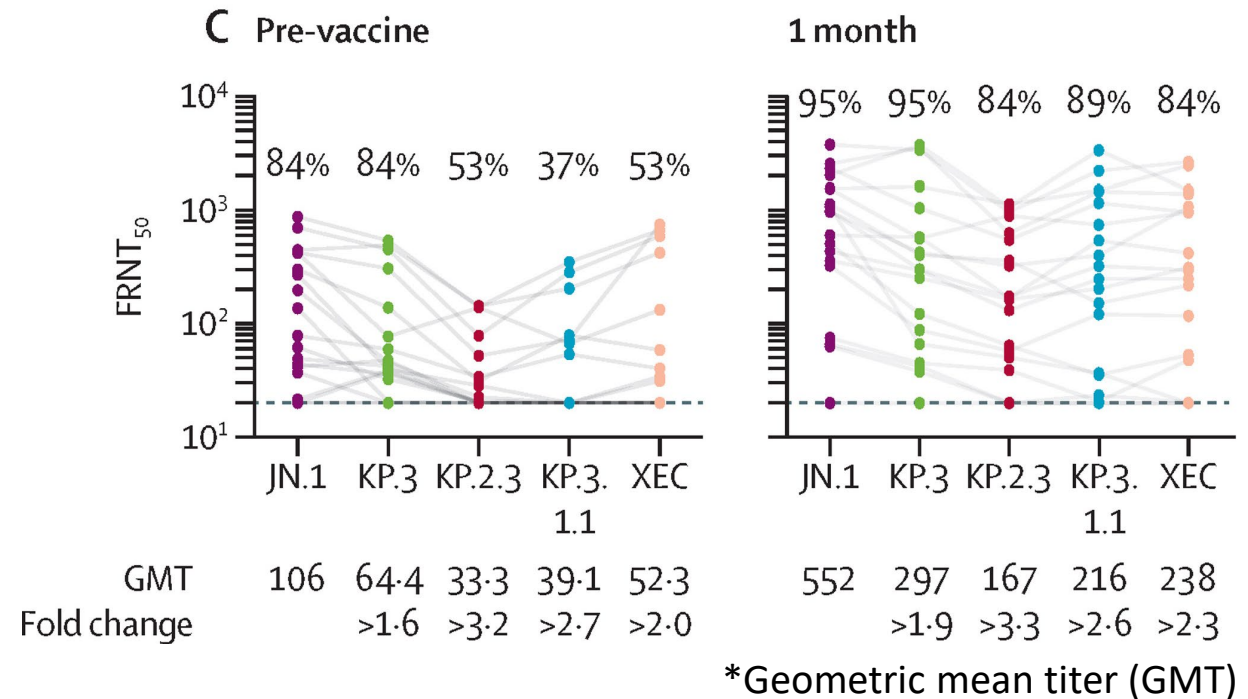 C Pre-vaccine
1 month
10⁴
10³
10²
10¹
FRNT₅₀
84% 84% 53% 37% 53%
95% 95% 84% 89% 84%
JN.1 KP.3 KP.2.3 KP.3. XEC
1.1
JN.1 KP.3 KP.2.3 KP.3. XEC
1.1
GMT 106 64·4 33·3 39·1 52·3 552 297 167 216 238
Fold change >1·6 >3·2 >2·7 >2·0 >1·9 >3·3 >2·6 >2·3
*Geometric mean titer (GMT)